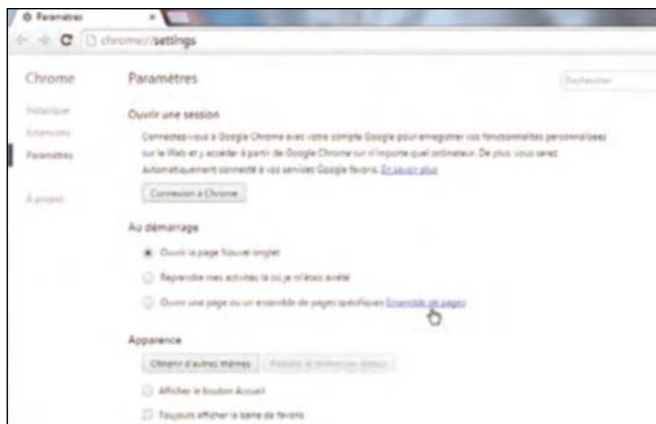 Paramètres
chrome://settings
Chrome
Paramètres
Rechercher
Historique
Extensions
Paramètres
À propos
Ouvrir une session
Connectez-vous à Google Chrome avec votre compte Google pour enregistrer vos fonctionnalités personnalisées
sur le Web et y accéder à partir de Google Chrome sur n'importe quel ordinateur. De plus, vous serez
automatiquement connecté à vos services Google favoris. En savoir plus
Connexion à Chrome
Au démarrage
Ouvrir la page Nouvel onglet
Reprendre mes activités là où je m'étais arrêté
Ouvrir une page ou un ensemble de pages spécifiques Ensemble de pages
Apparence
Obtenir d'autres thèmes
Afficher le bouton Accueil
Toujours afficher la barre de favoris